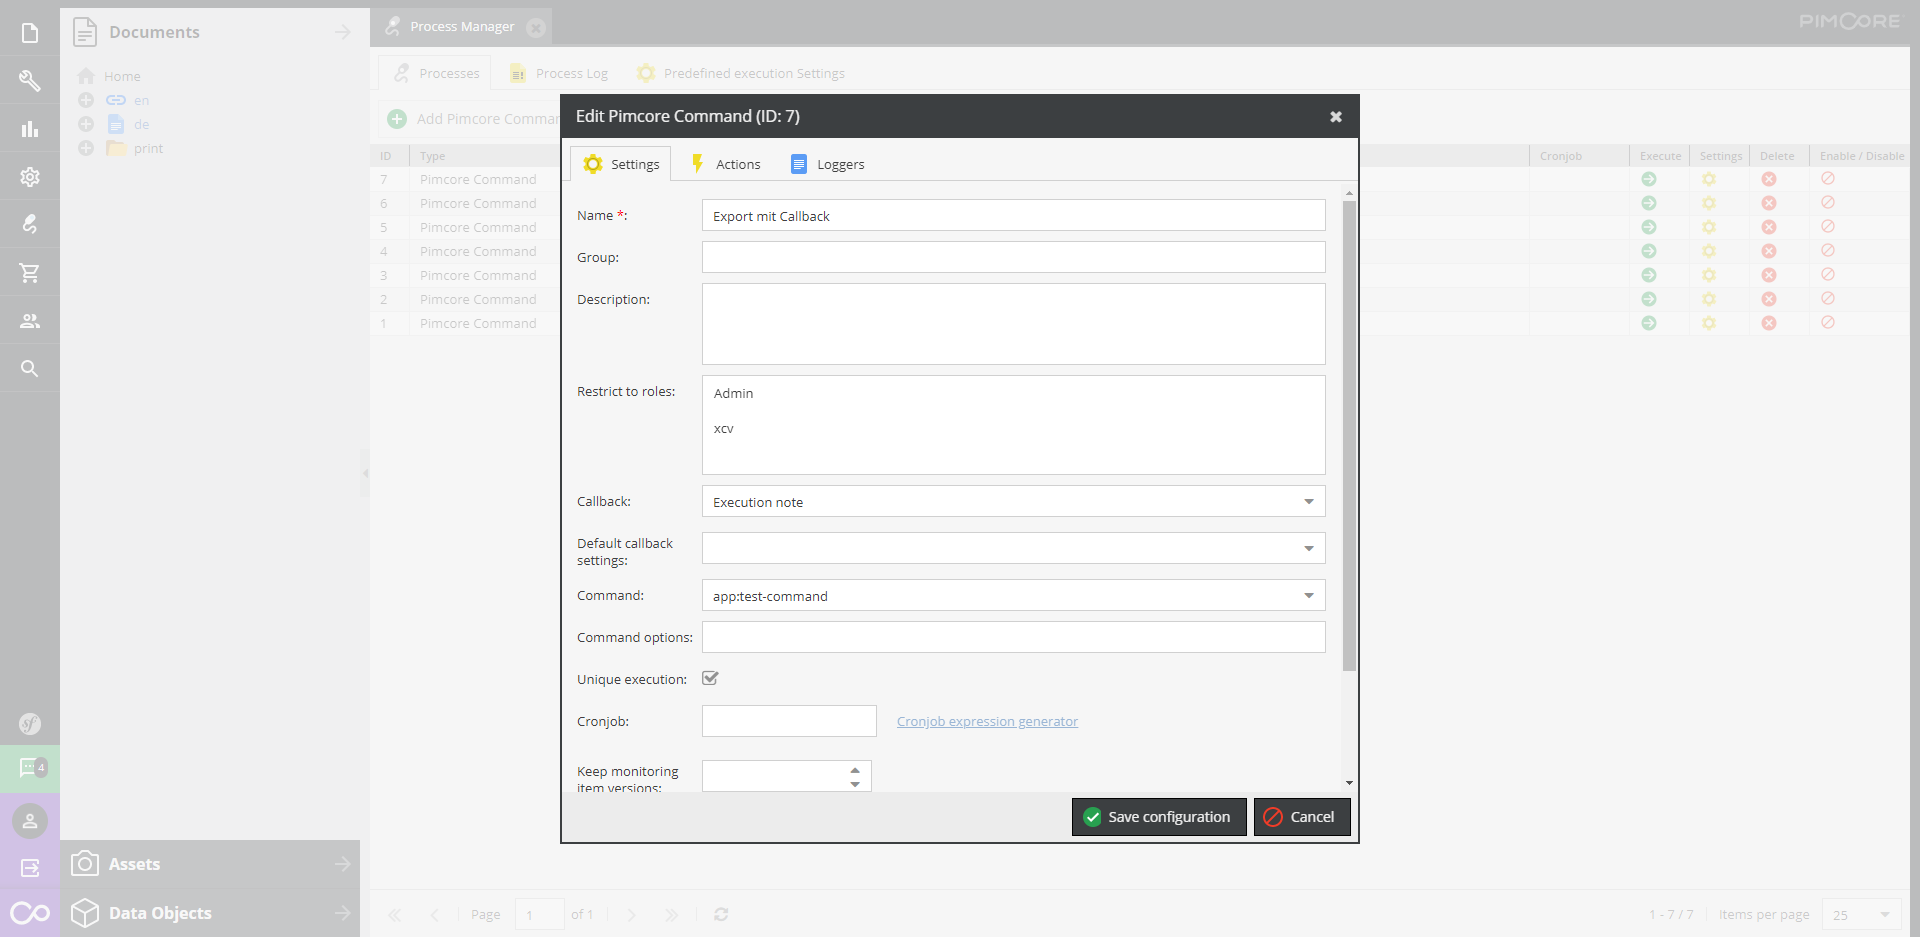 Documents
Home
en
de
print
Assets
Data Objects
4
Process Manager
PIMCORE
Processes
Process Log
Predefined execution Settings
Add Pimcore Comman
ID
Type
Cronjob
Execute
Settings
Delete
Enable / Disable
7 Pimcore Command
6 Pimcore Command
5 Pimcore Command
4 Pimcore Command
3 Pimcore Command
2 Pimcore Command
1 Pimcore Command
Edit Pimcore Command (ID: 7)
Settings
Actions
Loggers
Name *: Export mit Callback
Group:
Description:
Restrict to roles: Admin
xcv
Callback: Execution note
Default callback
settings:
Command: app:test-command
Command options:
Unique execution:
Cronjob: Cronjob expression generator
Keep monitoring
item versions:
Save configuration
Cancel
Page 1 of 1
1 - 7 / 7
Items per page 25